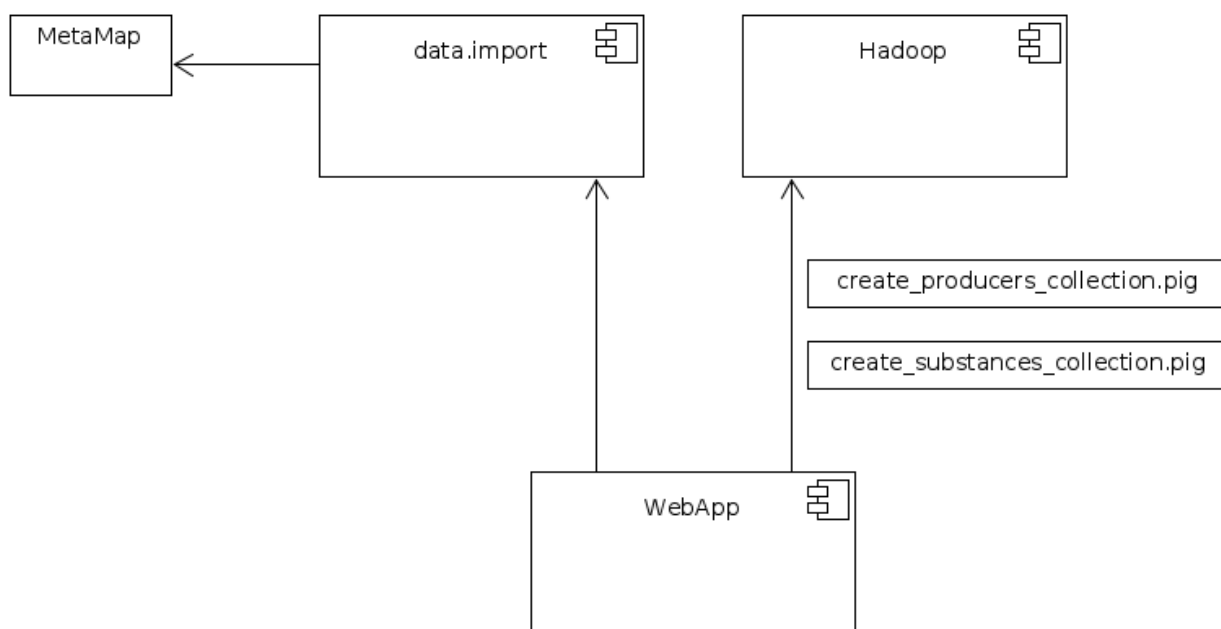 MetaMap
data.import
Hadoop
create_producers_collection.pig
create_substances_collection.pig
WebApp